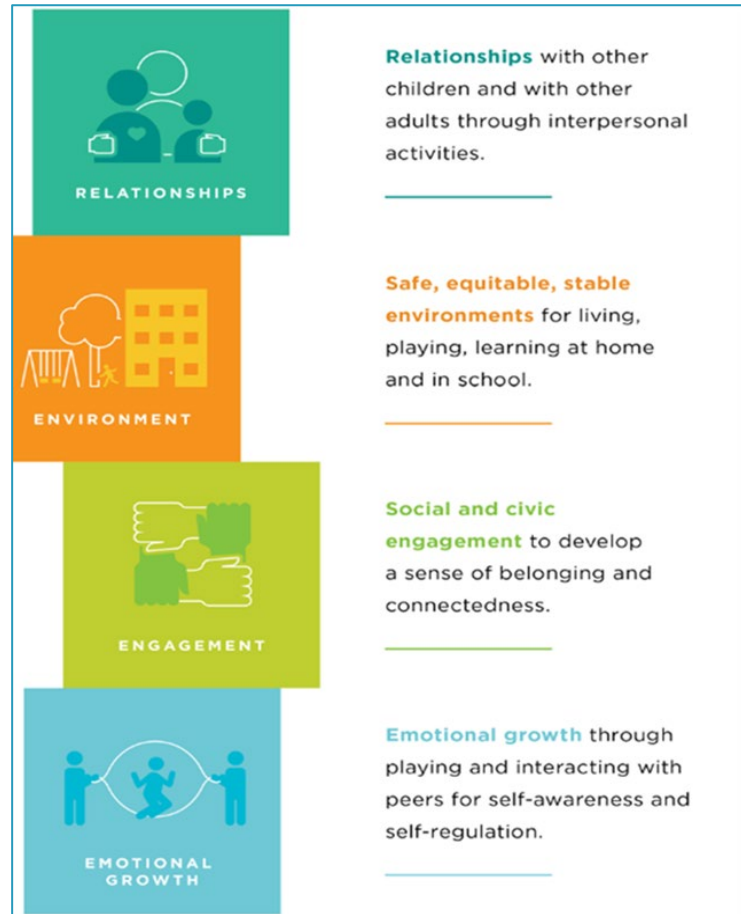 RELATIONSHIPS
Relationships with other
children and with other
adults through interpersonal
activities.
ENVIRONMENT
Safe, equitable, stable
environments for living,
playing, learning at home
and in school.
ENGAGEMENT
Social and civic
engagement to develop
a sense of belonging and
connectedness.
EMOTIONAL
GROWTH
Emotional growth through
playing and interacting with
peers for self-awareness and
self-regulation.